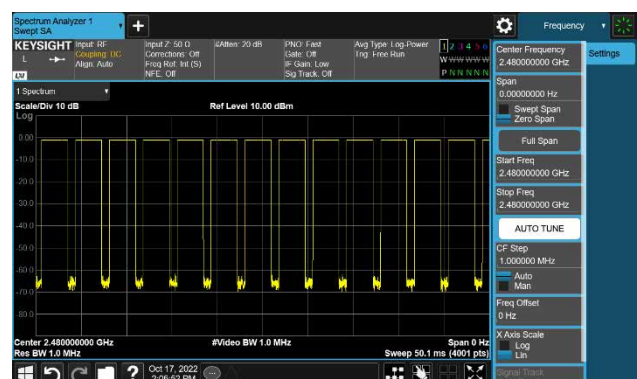 Spectrum Analyzer 1
Swept SA
+
Frequency
KEYSIGHT
L
LXI
Input: RF
Coupling: DC
Align: Auto
Input Z: 50 Ω
Corrections: Off
Freq Ref: Int (S)
NFE: Off
#Atten: 20 dB
PNO: Fast
Gate: Off
IF Gain: Low
Sig Track: Off
Avg Type: Log-Power
Trig: Free Run
1 2 3 4 5 6
W W W W W W
P N N N N N
1 Spectrum
Scale/Div 10 dB
Ref Level 10.00 dBm
Log
0.00
-10.0
-20.0
-30.0
-40.0
-50.0
-60.0
-70.0
-80.0
Center 2.480000000 GHz
#Video BW 1.0 MHz
Span 0 Hz
Res BW 1.0 MHz
Sweep 50.1 ms (4001 pts)
Oct 17, 2022
2:06:52 PM
Center Frequency
2.480000000 GHz
Settings
Span
0.00000000 Hz
Swept Span
Zero Span
Full Span
Start Freq
2.480000000 GHz
Stop Freq
2.480000000 GHz
AUTO TUNE
CF Step
1.000000 MHz
Auto
Man
Freq Offset
0 Hz
X Axis Scale
Log
Lin
Signal Track